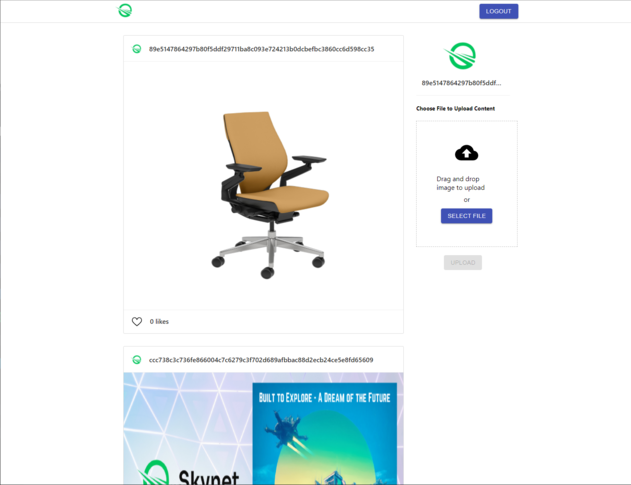 LOGOUT
89e5147864297b80f5ddf29711ba8c093e724213b0dcbefbc3860cc6d598cc35
89e5147864297b80f5ddf...
Choose File to Upload Content
Drag and drop
image to upload
or
SELECT FILE
UPLOAD
0 likes
ccc738c3c736fe866004c7c6279c3f702d689afbbac88d2ecb24ce5e8fd65609
BUILT TO EXPLORE - A DREAM OF THE FUTURE
Skynet